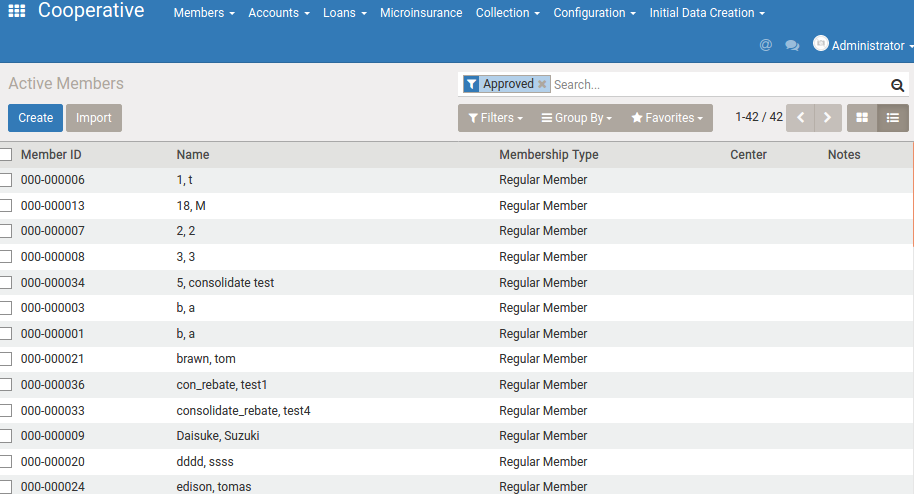 Cooperative Members Accounts Loans Microinsurance Collection Configuration Initial Data Creation
@ Administrator
Active Members Approved Search...
Create Import Filters Group By Favorites 1-42 / 42
Member ID Name Membership Type Center Notes
000-000006 1, t Regular Member
000-000013 18, M Regular Member
000-000007 2, 2 Regular Member
000-000008 3, 3 Regular Member
000-000034 5, consolidate test Regular Member
000-000003 b, a Regular Member
000-000001 b, a Regular Member
000-000021 brawn, tom Regular Member
000-000036 con_rebate, test1 Regular Member
000-000033 consolidate_rebate, test4 Regular Member
000-000009 Daisuke, Suzuki Regular Member
000-000020 dddd, ssss Regular Member
000-000024 edison, tomas Regular Member